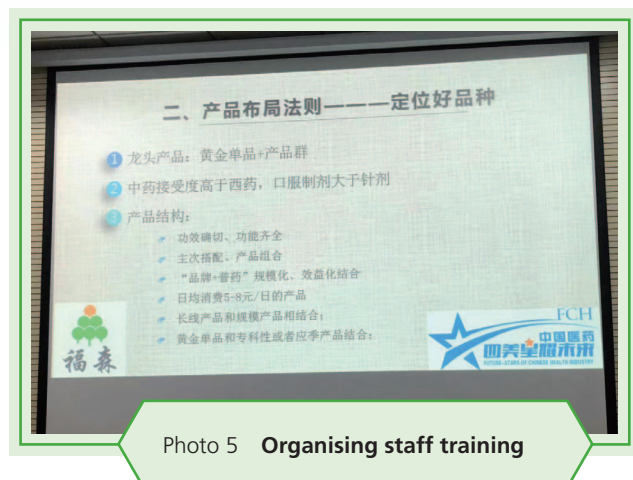 二、产品布局法则———定位好品种
1 龙头产品：黄金单品+产品群
2 中药接受度高于西药，口服制剂大于针剂
3 产品结构：
功效确切、功能齐全
主次搭配、产品组合
“品牌+普药”规模化、效益化结合
日均消费5-8元/日的产品
长线产品和规模产品相结合；
黄金单品和专科性或者应季产品结合；
福森
FCH
中国医药
四美星耀未来
FUTURE-STARS OF CHINESE HEALTH INDUSTRY
Photo 5 Organising staff training